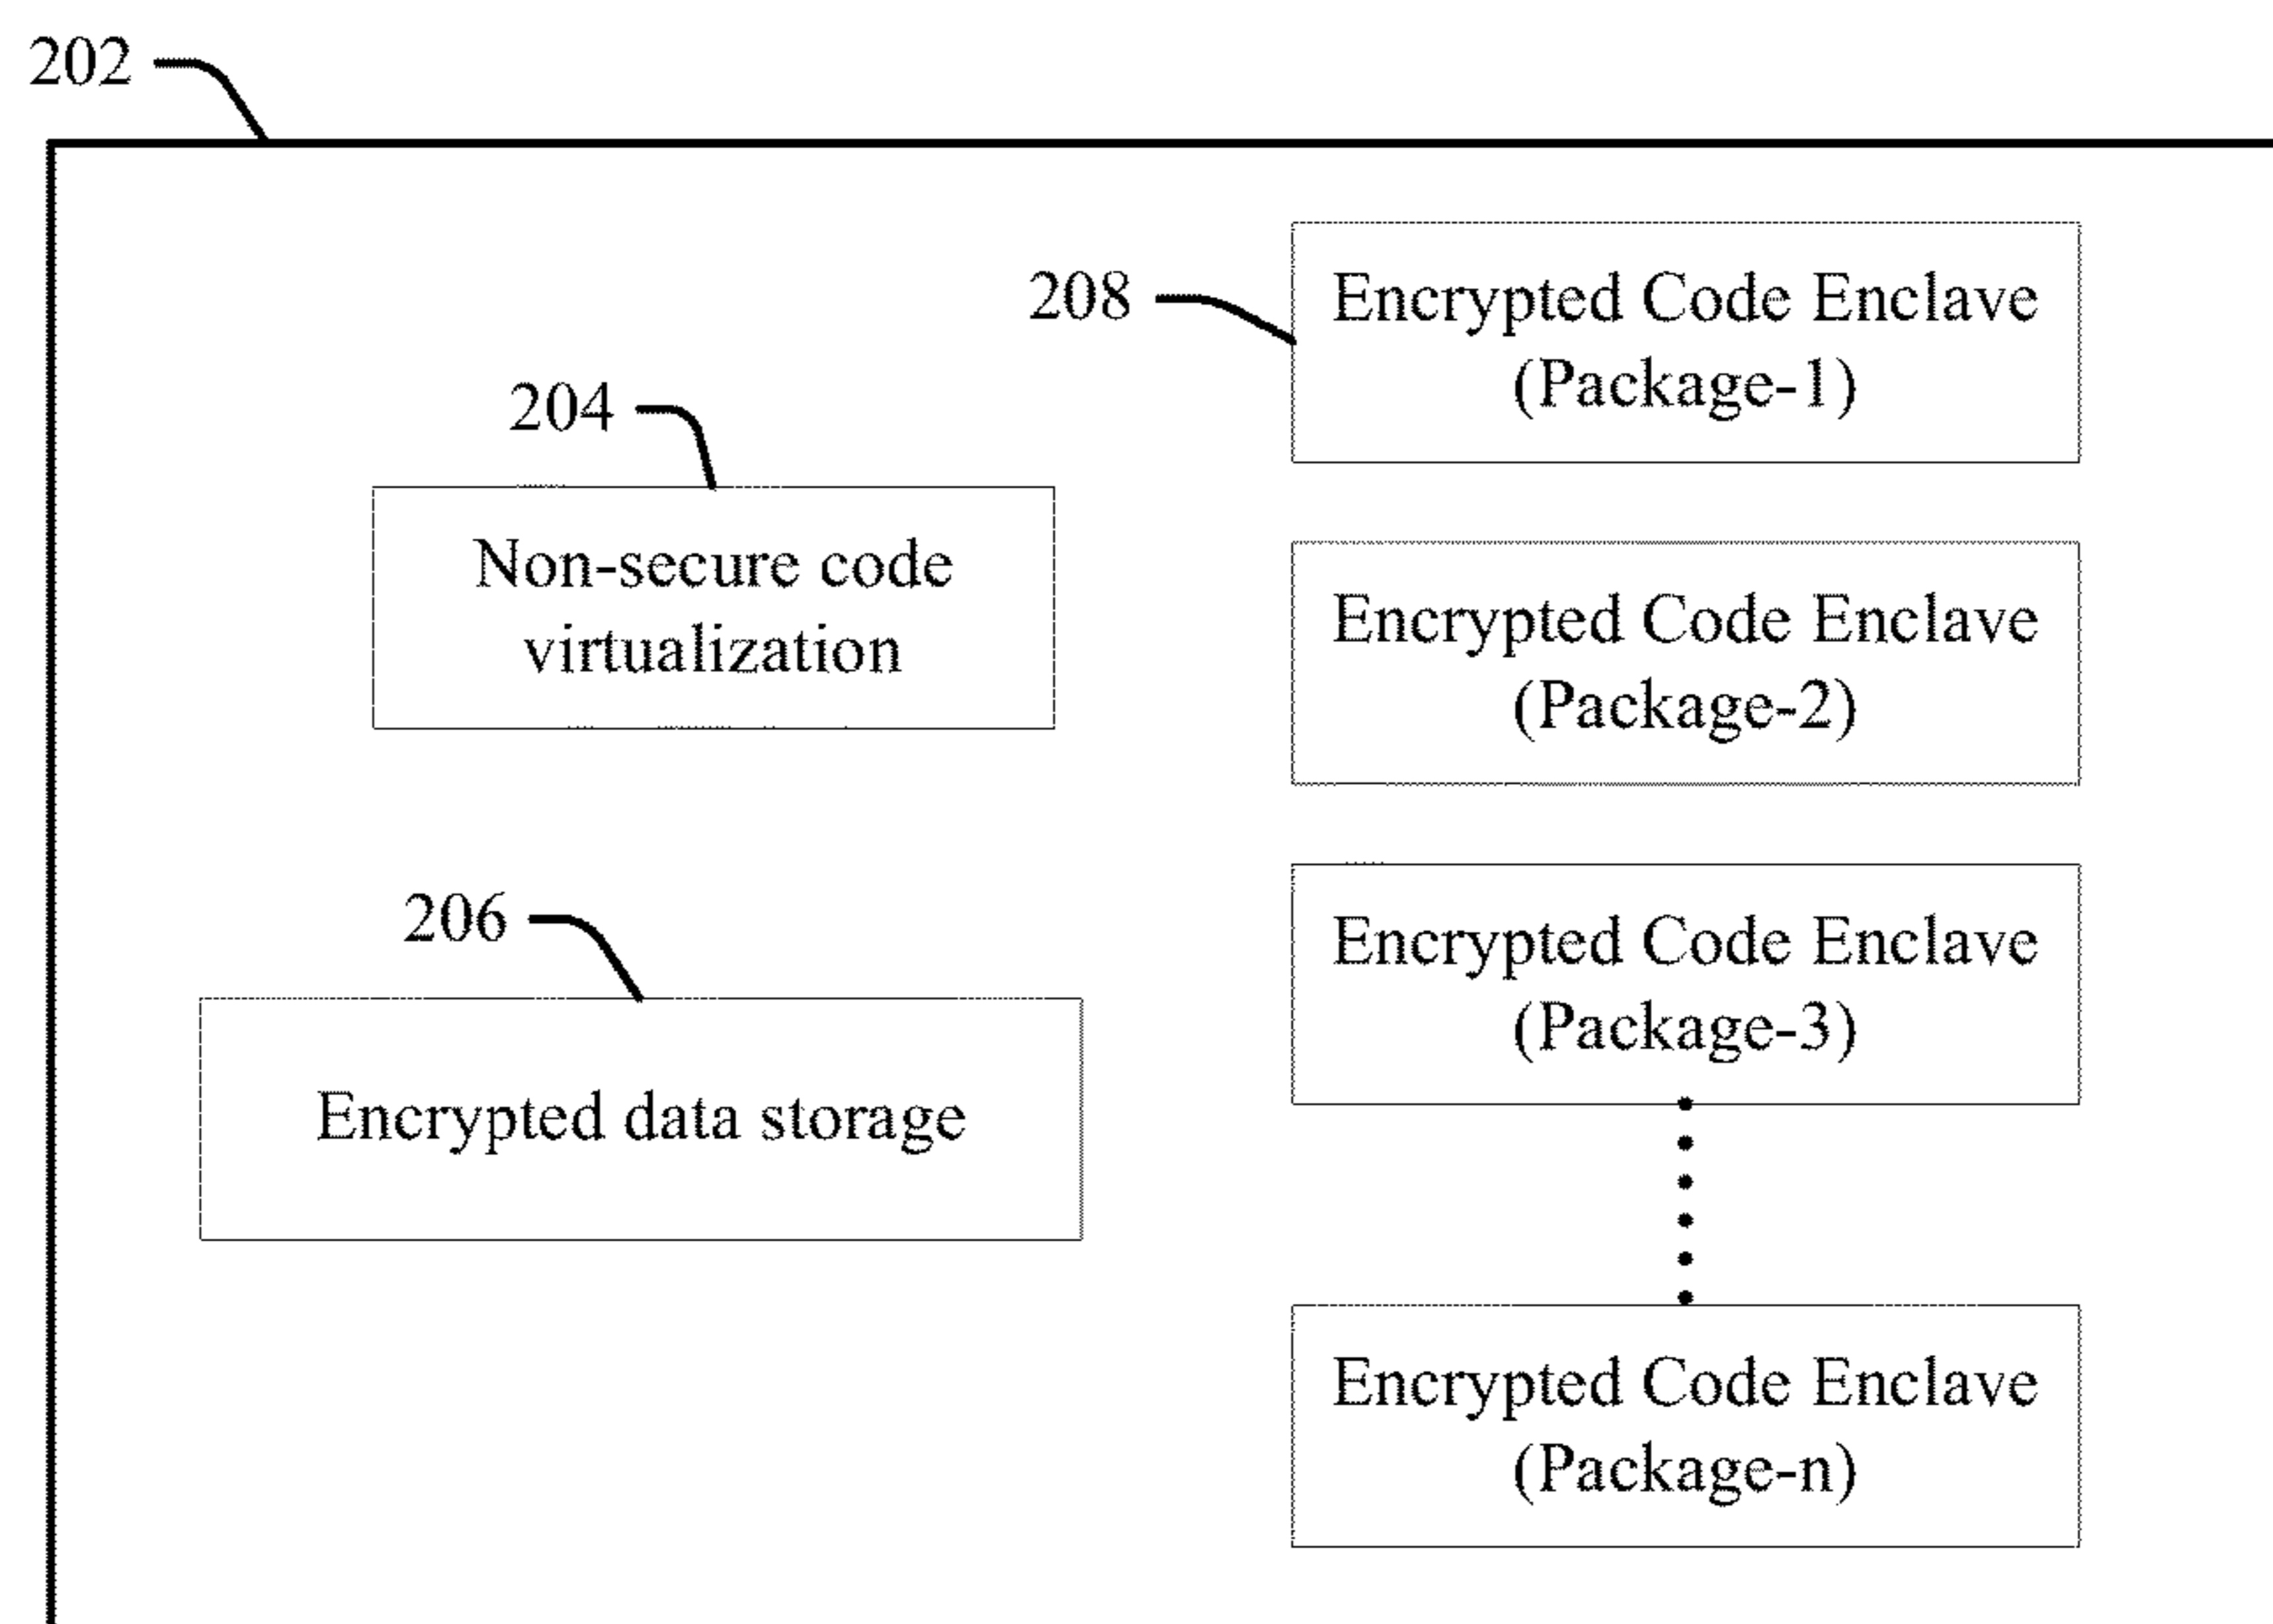 202
208
Encrypted Code Enclave
(Package-1)
204
Non-secure code
virtualization
Encrypted Code Enclave
(Package-2)
206
Encrypted data storage
Encrypted Code Enclave
(Package-3)
Encrypted Code Enclave
(Package-n)